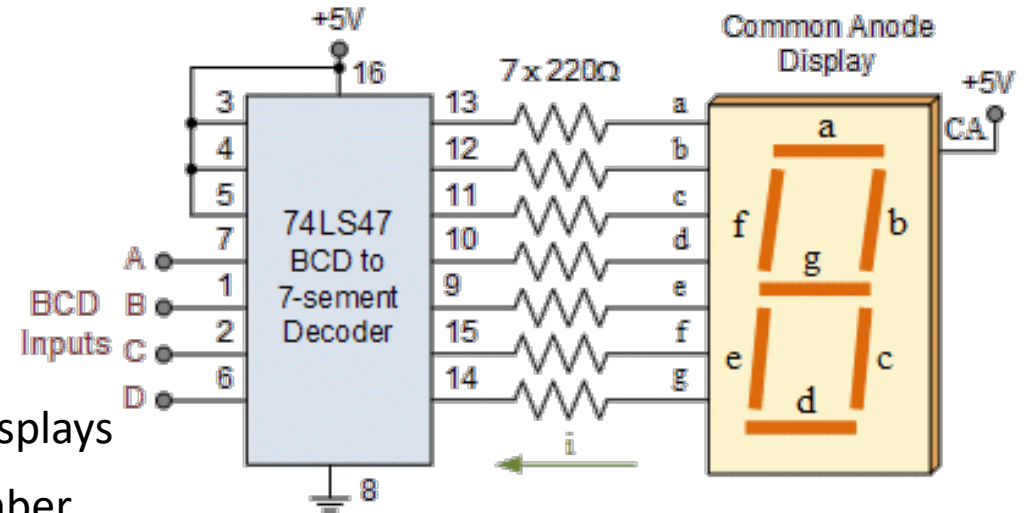 +5V
16
Common Anode
Display
+5V
CA
7 x 220Ω
3
4
5
7
1
2
6
74LS47
BCD to
7-sement
Decoder
13
12
11
10
9
15
14
a
b
c
d
e
f
g
a
f
b
g
e
c
d
A
BCD B
Inputs C
D
i
8
splays